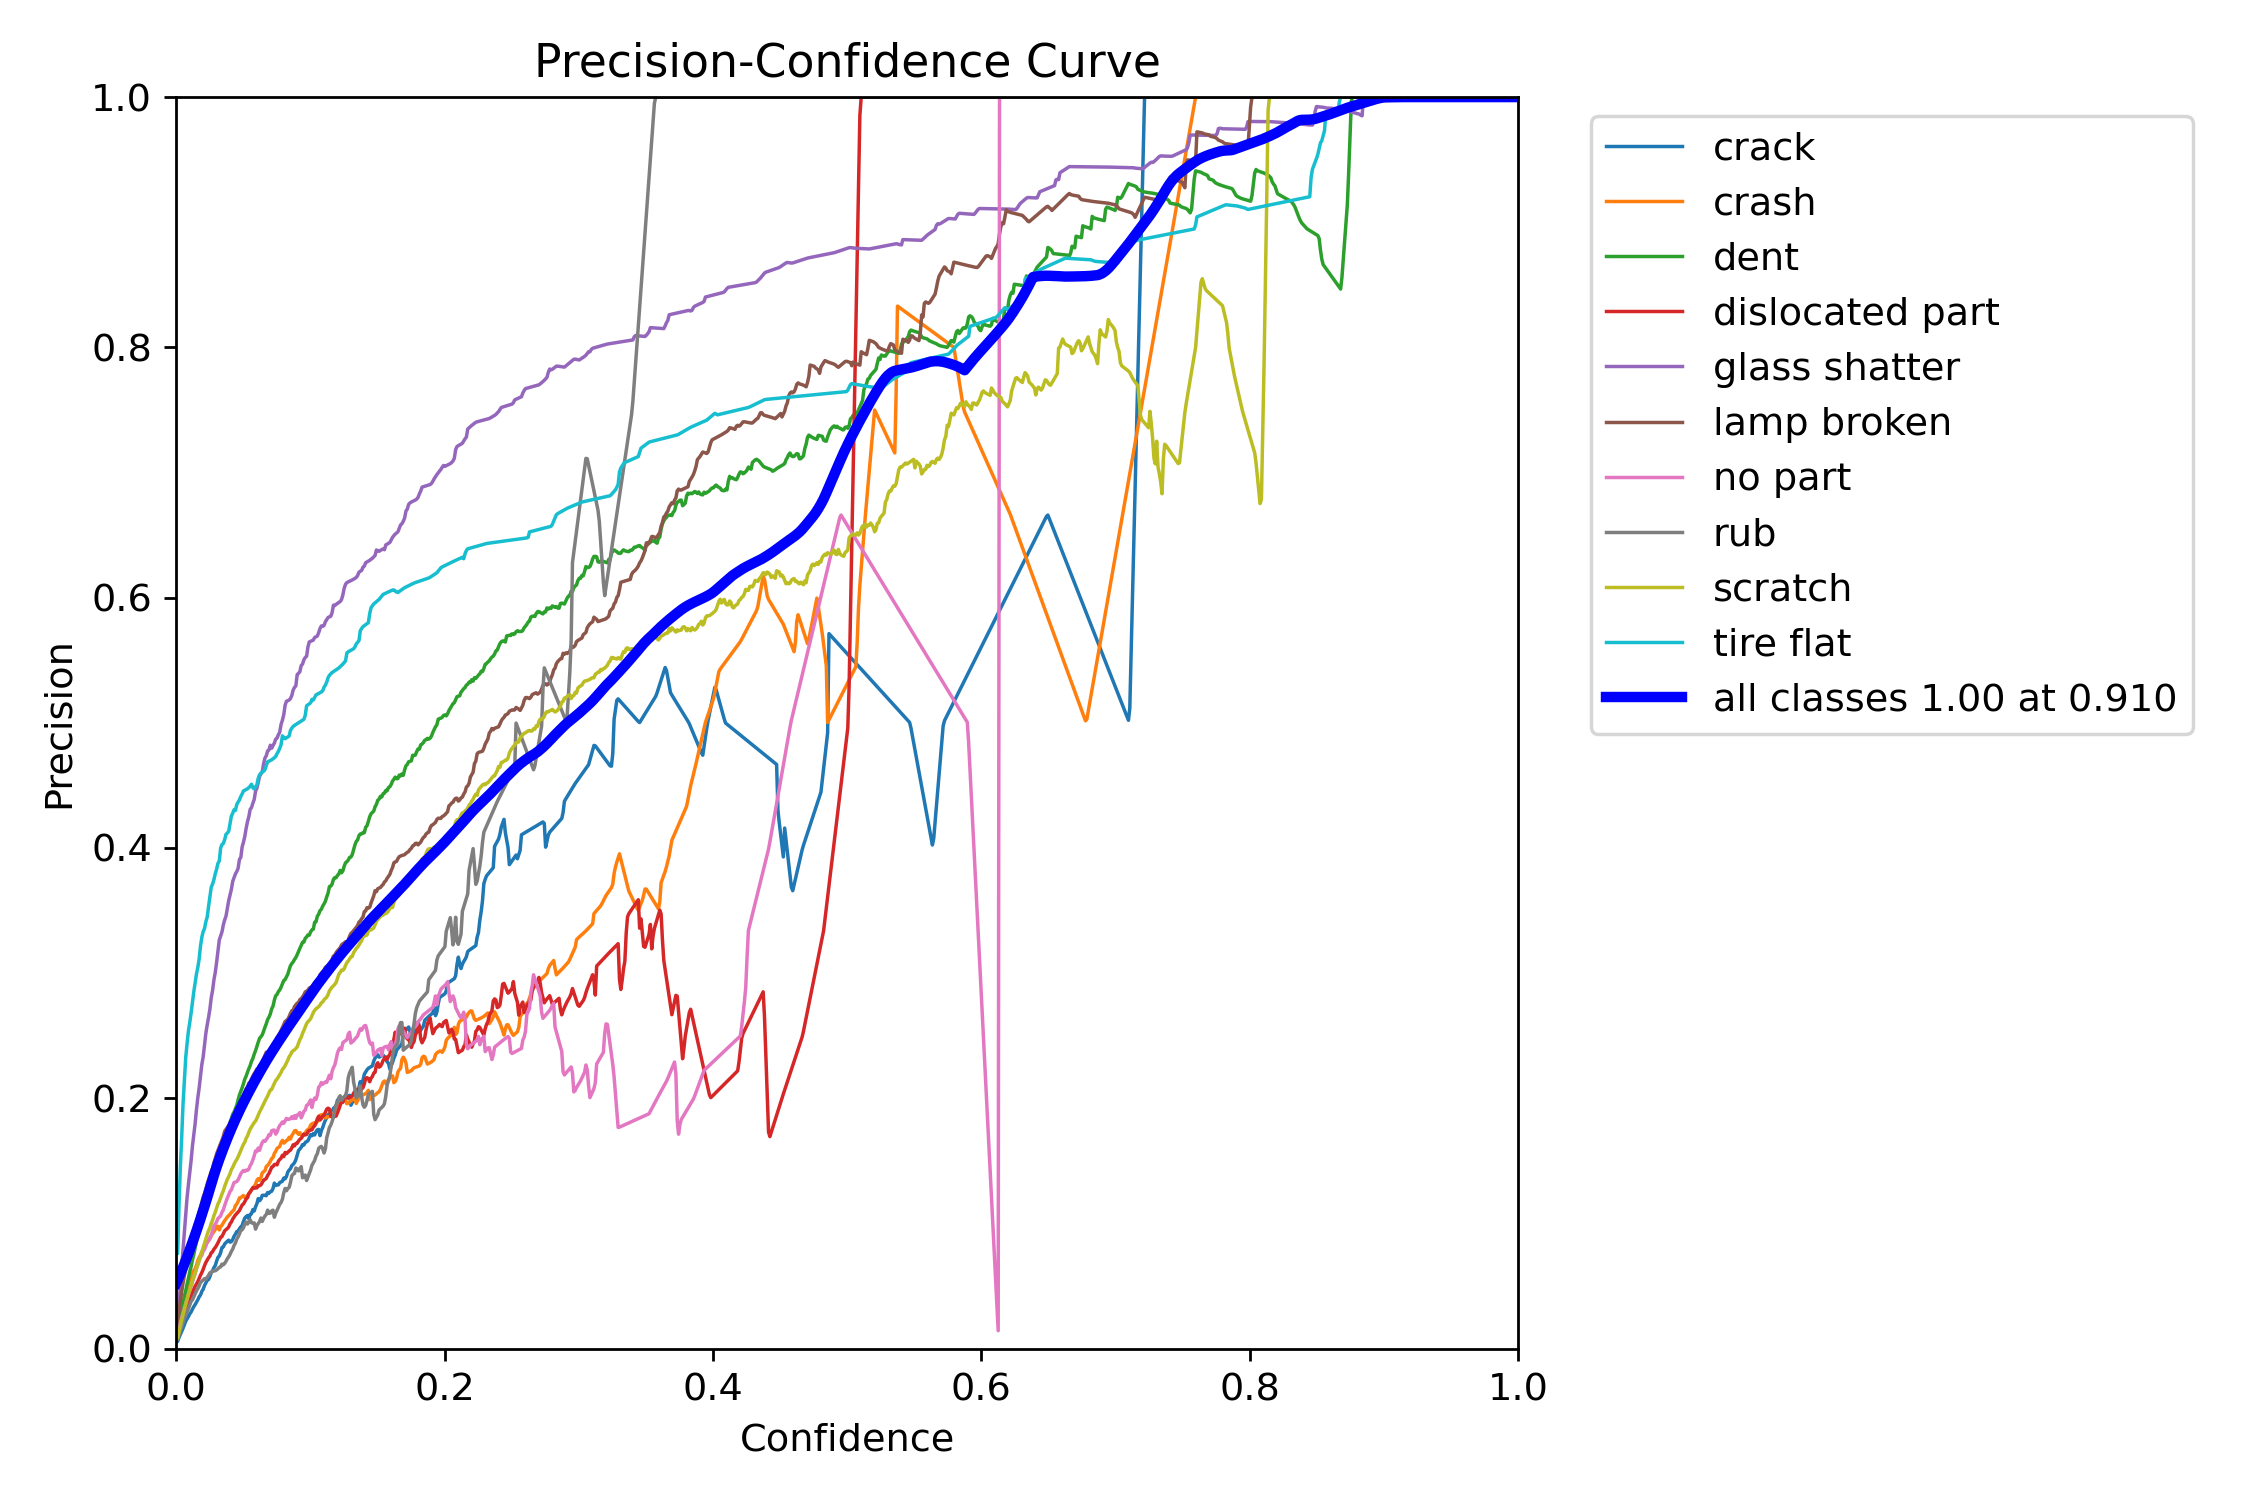 Precision-Confidence Curve
1.0
0.8
0.6
0.4
0.2
0.0
Precision
0.0 0.2 0.4 0.6 0.8 1.0
Confidence
crack
crash
dent
dislocated part
glass shatter
lamp broken
no part
rub
scratch
tire flat
all classes 1.00 at 0.910